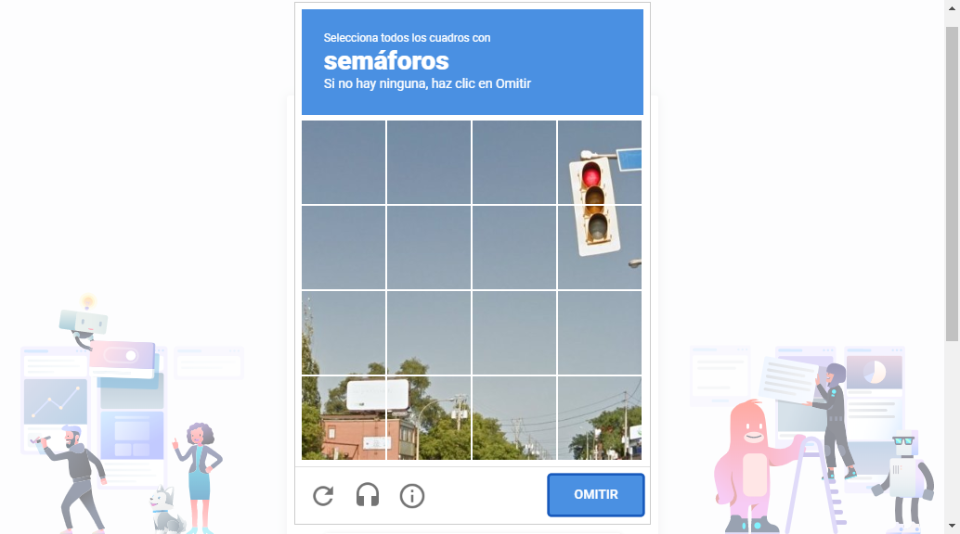 Selecciona todos los cuadros con
semáforos
Si no hay ninguna, haz clic en Omitir
OMITIR